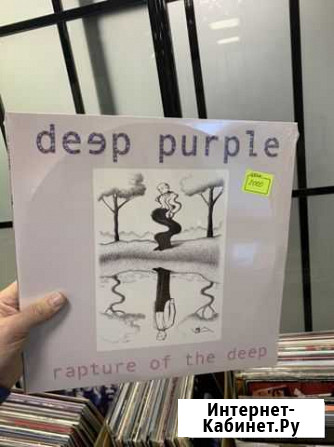 deep purple
rapture of the deep
Интернет-
Кабинет.Ру